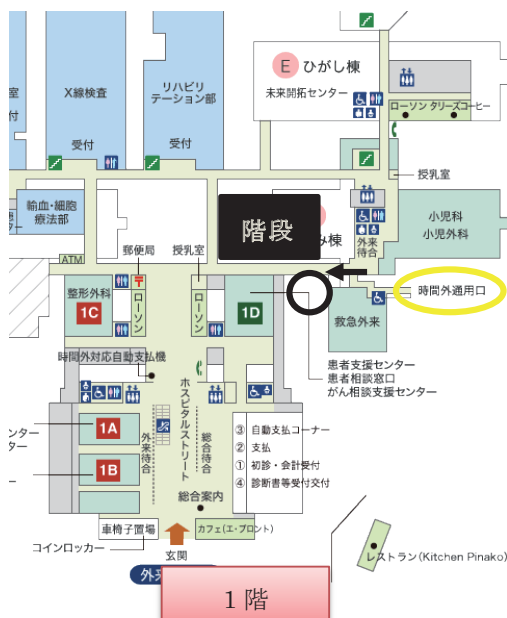 E ひがし棟
未来開拓センター
ローソン タリーズコーヒー
室
付
X線検査
受付
リハビリ
テーション部
受付
授乳室
輸血・細胞
療法部
ATM
郵便局
授乳室
階段
み棟
外来
待合
小児科
小児外科
時間外通用口
救急外来
整形外科
1C
〒
ローソン
ローソン
1D
患者支援センター
患者相談窓口
がん相談支援センター
時間外対応自動支払機
ホスピタルストリート
外来待合
総合待合
1A
ンター
ター
1B
③ 自動支払コーナー
② 支払
① 初診・会計受付
④ 診断書等受付交付
総合案内
車椅子置場
カフェ(エ・プロント)
コインロッカー
玄関
レストラン(Kitchen Pinako)
外来
1 階